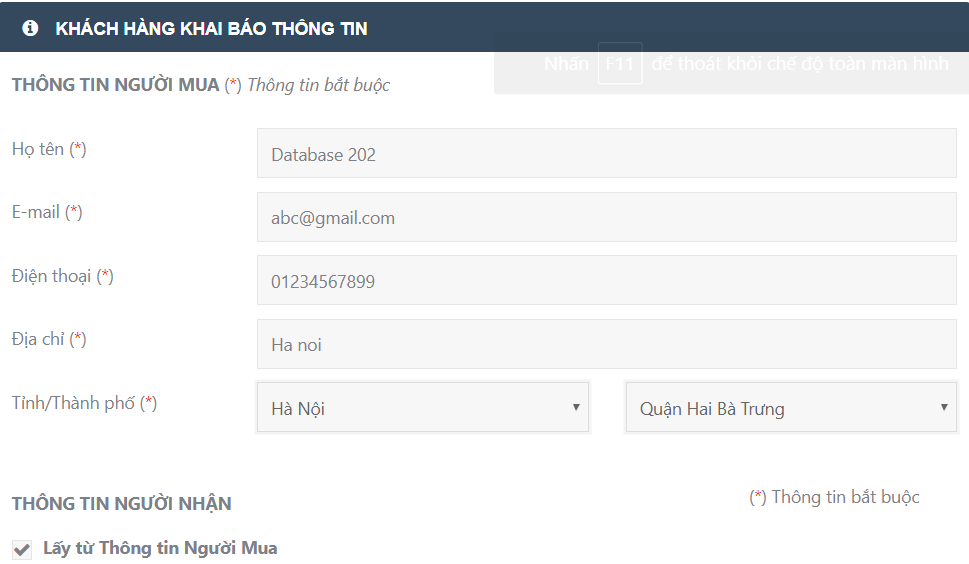 KHÁCH HÀNG KHAI BÁO THÔNG TIN
Nhấn F11 để thoát khỏi chế độ toàn màn hình
THÔNG TIN NGƯỜI MUA (*) Thông tin bắt buộc
Họ tên (*) Database 202
E-mail (*) abc@gmail.com
Điện thoại (*) 01234567899
Địa chỉ (*) Ha noi
Tỉnh/Thành phố (*) Hà Nội Quận Hai Bà Trưng
THÔNG TIN NGƯỜI NHẬN (*) Thông tin bắt buộc
Lấy từ Thông tin Người Mua